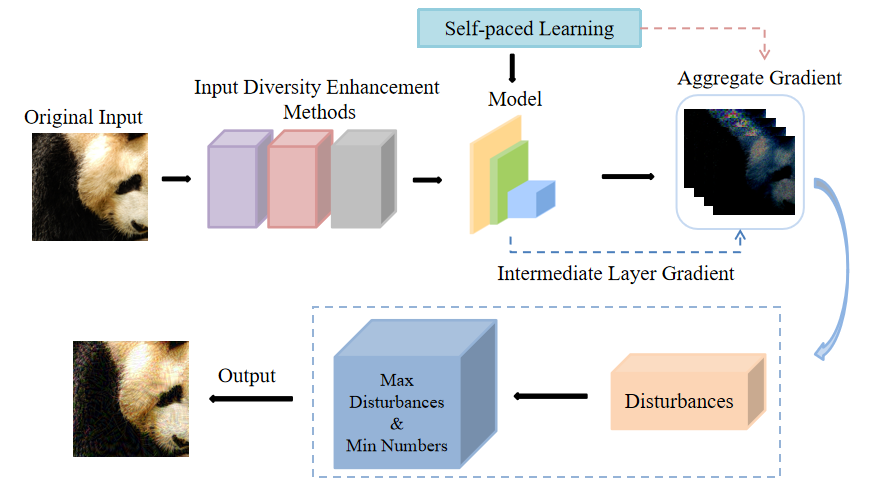 Self-paced Learning
Aggregate Gradient
Input Diversity Enhancement
Methods
Model
Original Input
Intermediate Layer Gradient
Output
Max
Disturbances
&
Min Numbers
Disturbances